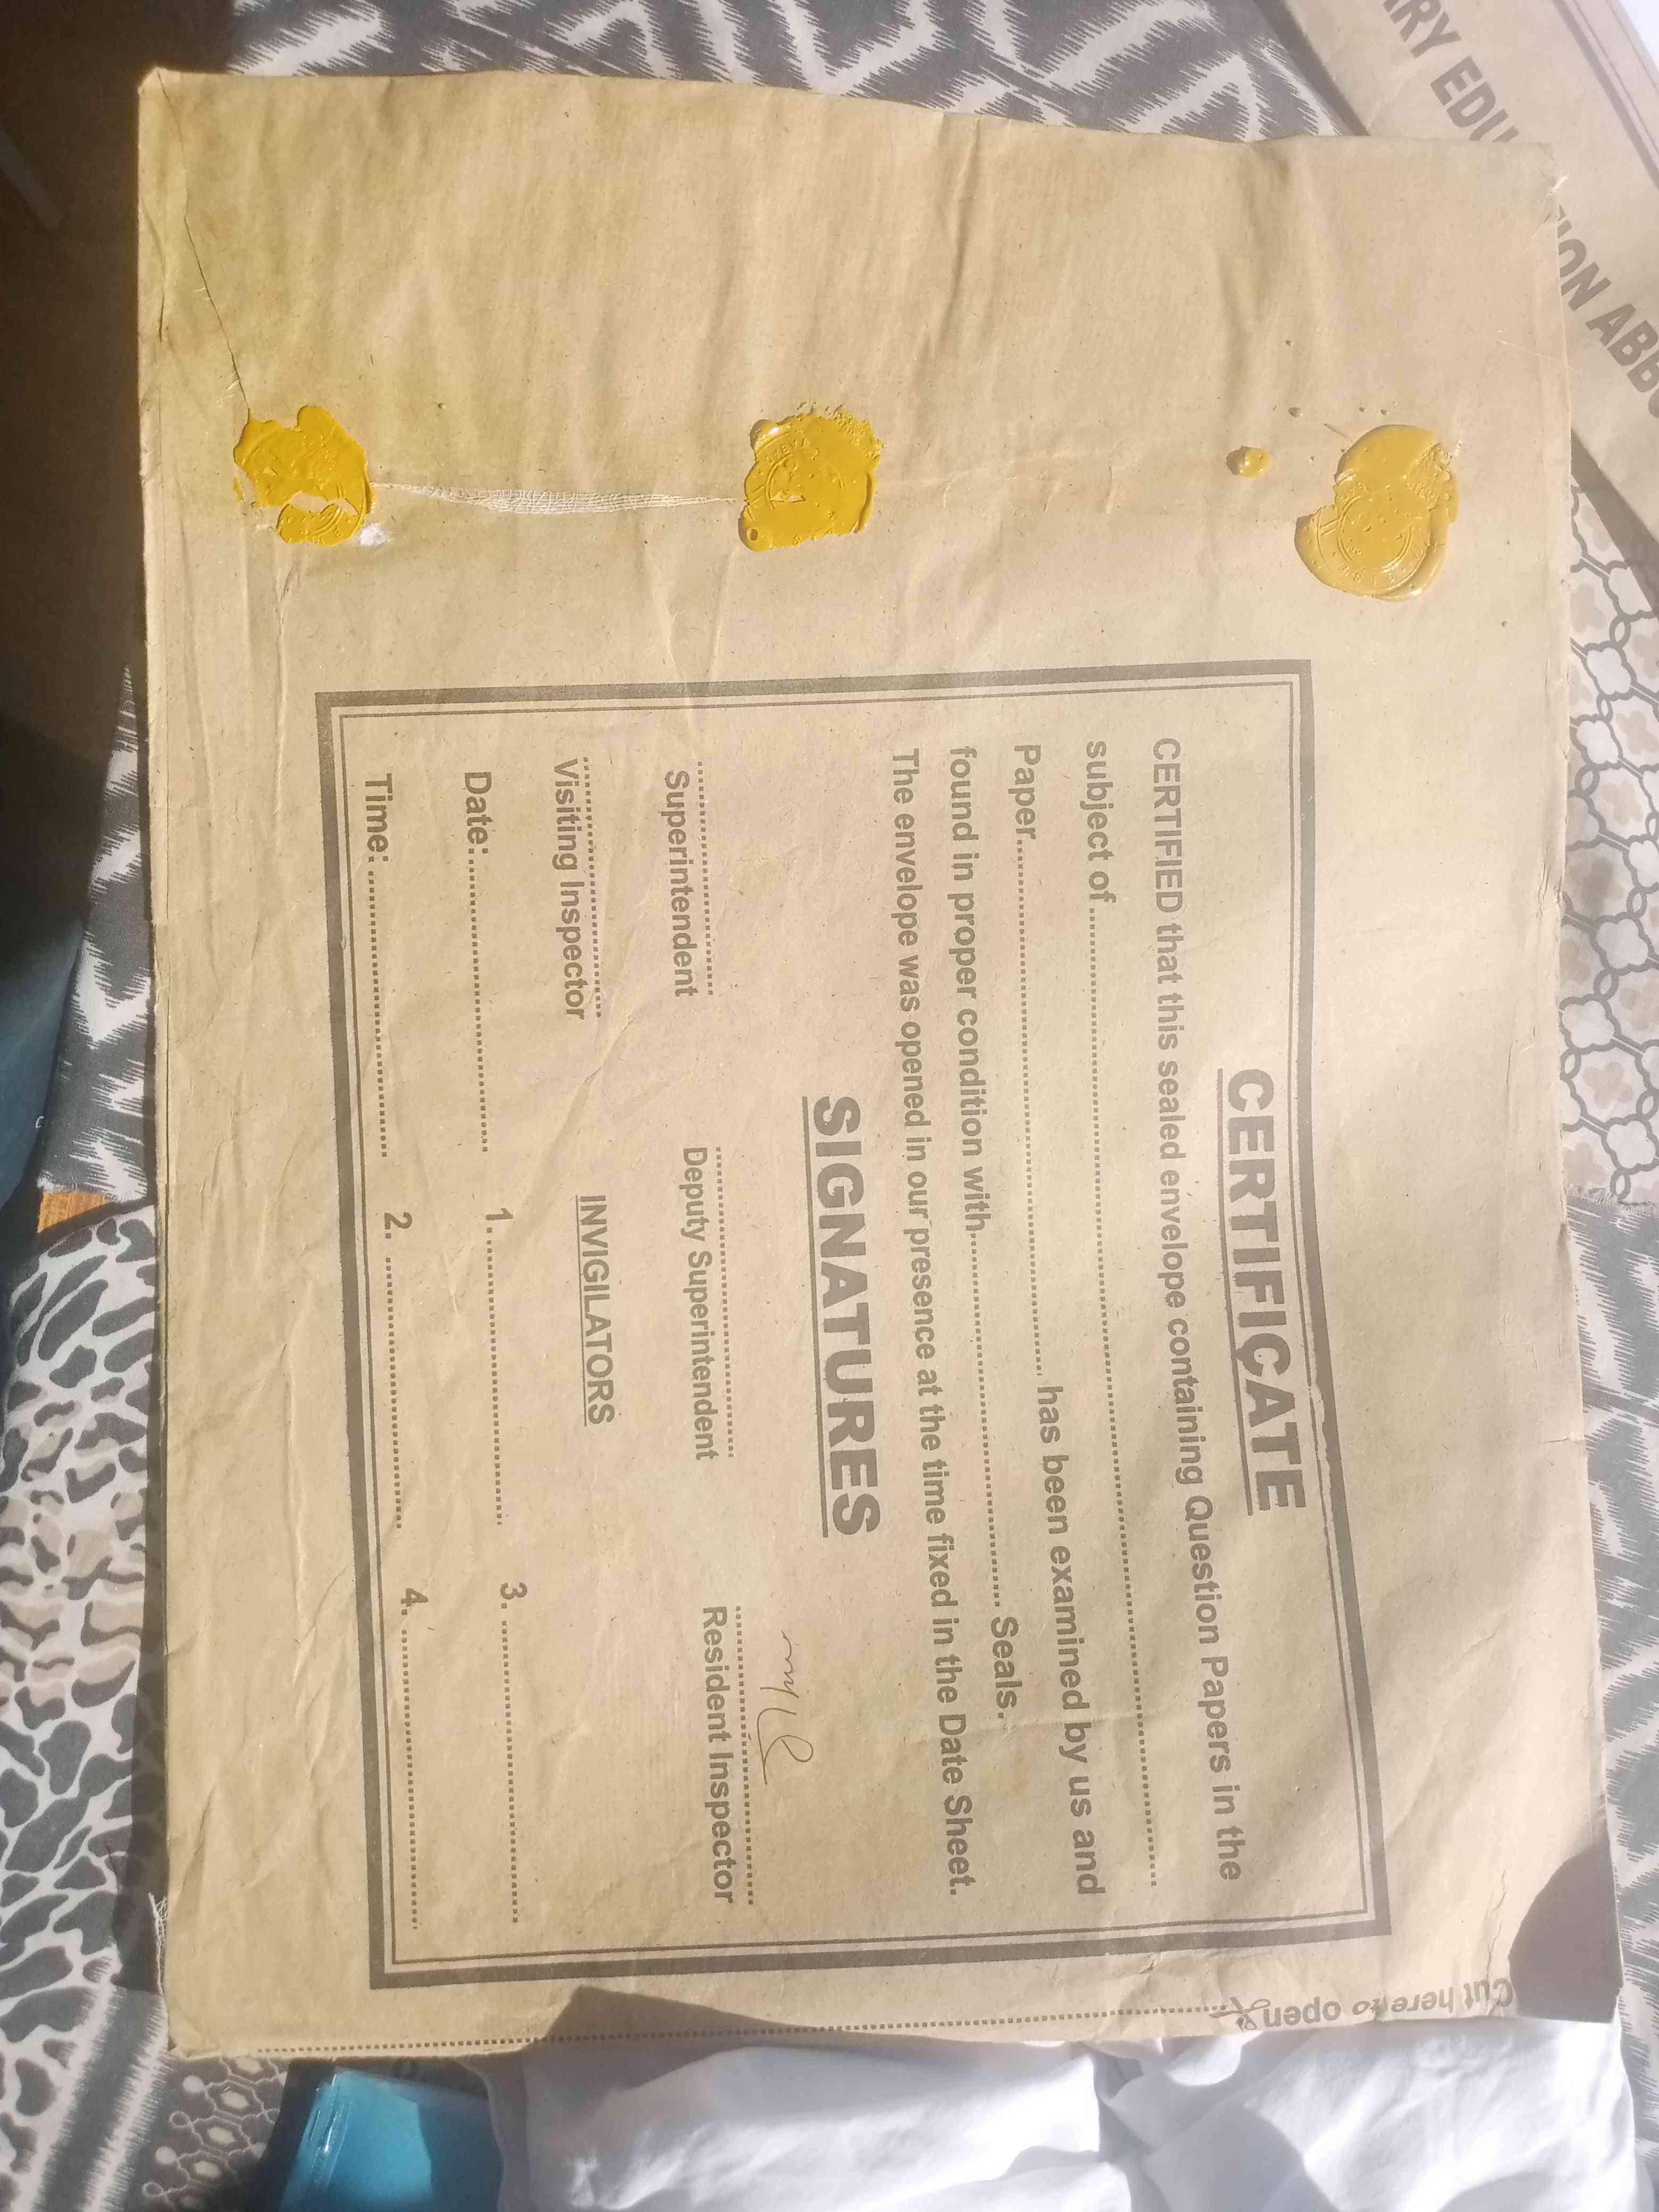 CERTIFICATE
CERTIFIED that this sealed envelope containing Question Papers in the
subject of ........................................................................
Paper.................................................... has been examined by us and
found in proper condition with.................................... Seals.
The envelope was opened in our presence at the time fixed in the Date Sheet.
SIGNATURES
Superintendent
Deputy Superintendent
Resident Inspector
Visiting Inspector
INVIGILATORS
Date:....................................
1.....................................
3. ....................................
Time: ....................................
2. ...................................
4. ....................................
Cut here to open
RY EDU TION ABB